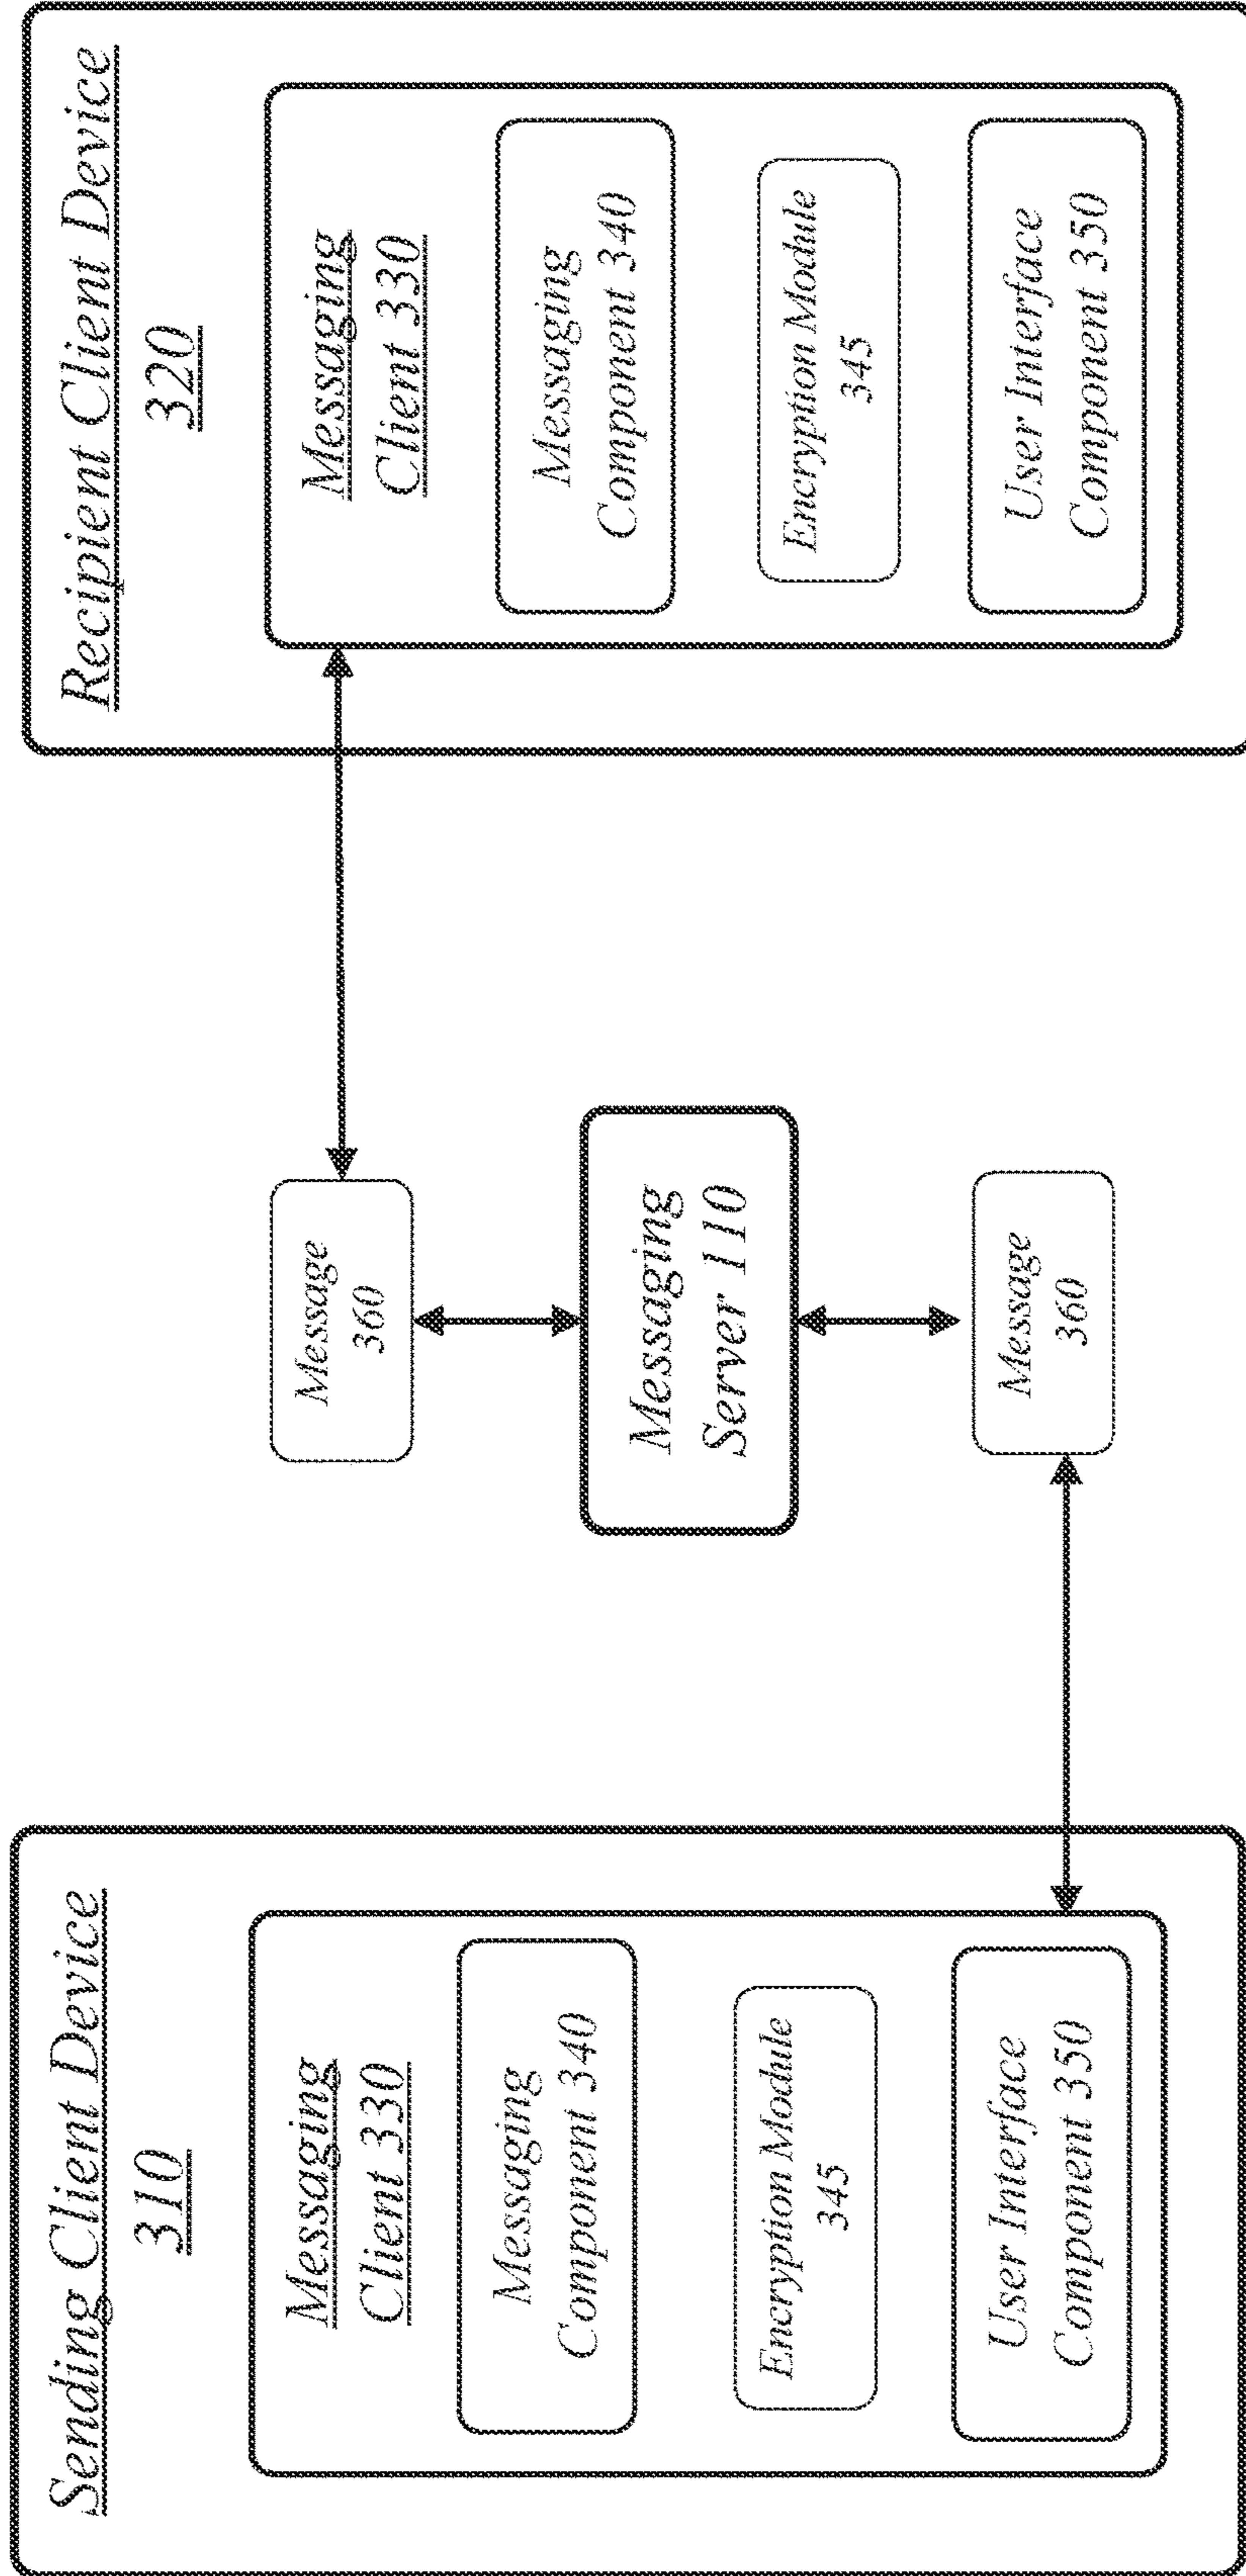 Sending Client Device
310
Messaging
Client 330
Messaging
Component 340
Encryption Module
345
User Interface
Component 350
Message
360
Messaging
Server 110
Message
360
Recipient Client Device
320
Messaging
Client 330
Messaging
Component 340
Encryption Module
345
User Interface
Component 350